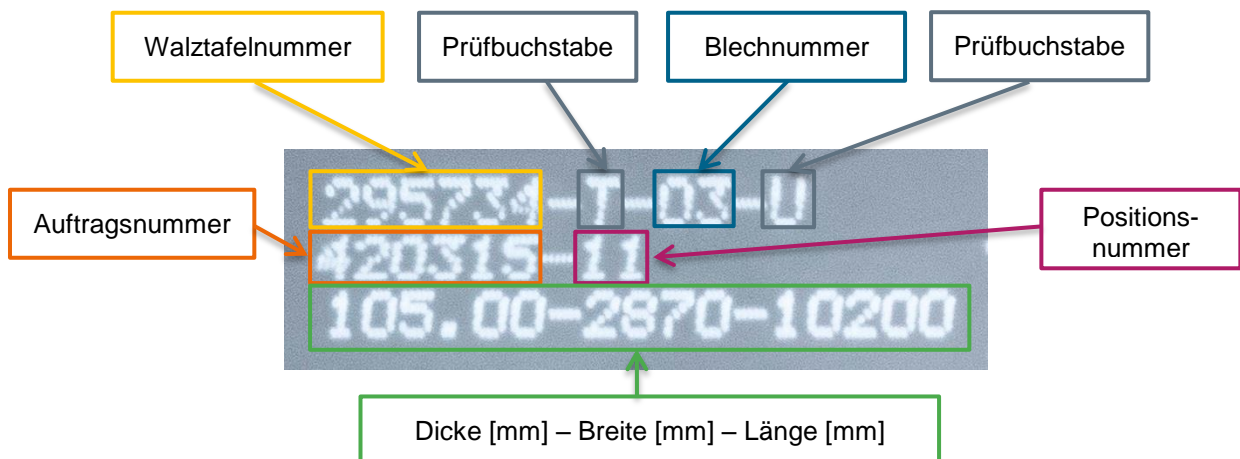 Walztafelnummer
Prüfbuchstabe
Blechnummer
Prüfbuchstabe
295734-T-03-U
Auftragsnummer
420315-11
Positions-
nummer
105.00-2870-10200
Dicke [mm] – Breite [mm] – Länge [mm]